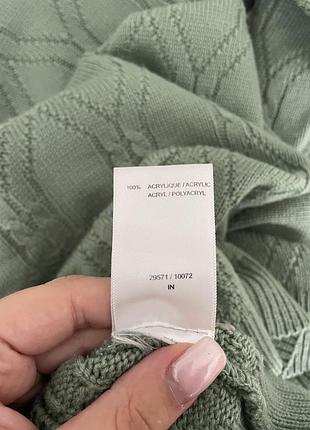 100% ACRYLIQUE / ACRYLIC
ACRYL / POLYACRYL
29571 / 10072
IN